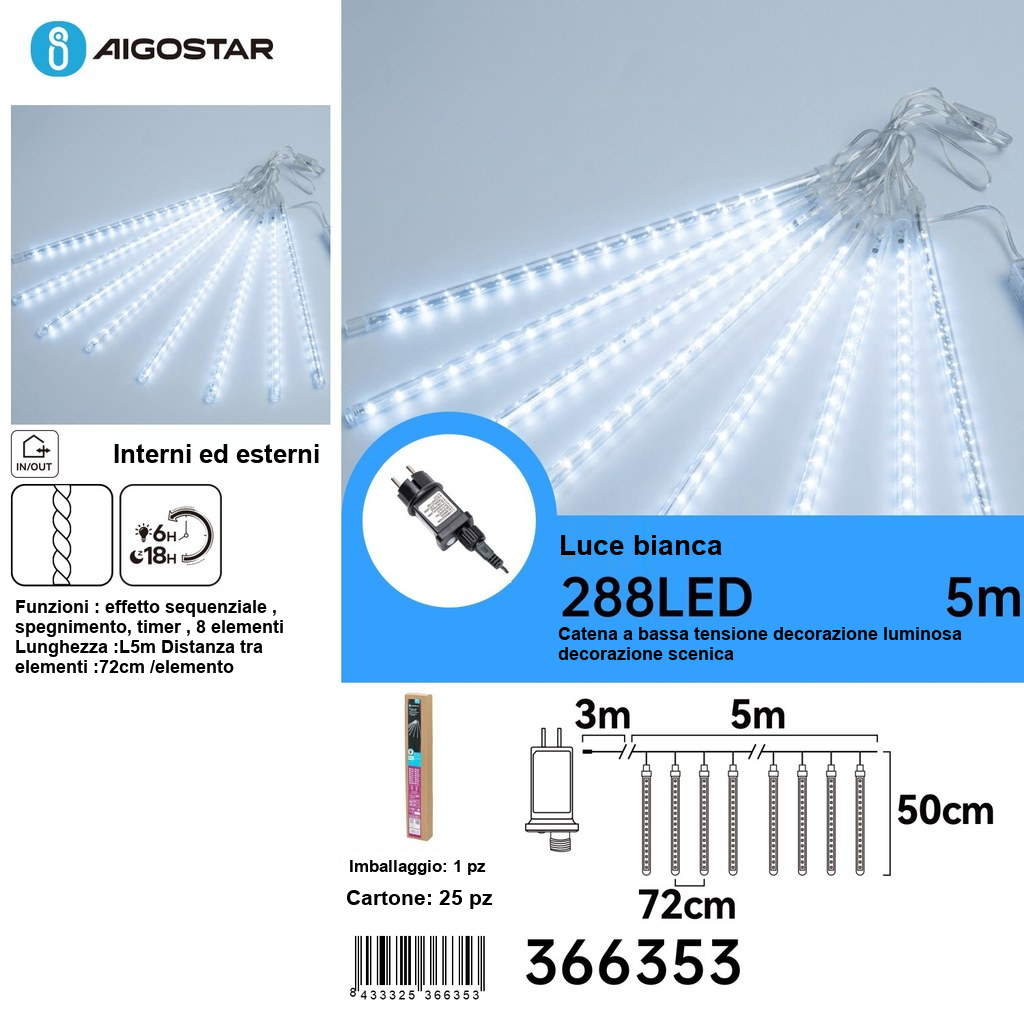 AIGOSTAR
IN/OUT
Interni ed esterni
6H
18H
Funzioni : effetto sequenziale ,
spegnimento, timer , 8 elementi
Lunghezza :L5m Distanza tra
elementi :72cm /elemento
Luce bianca
288LED 5m
Catena a bassa tensione decorazione luminosa
decorazione scenica
3m 5m
50cm
72cm
Imballaggio: 1 pz
Cartone: 25 pz
366353
8 433325 366353